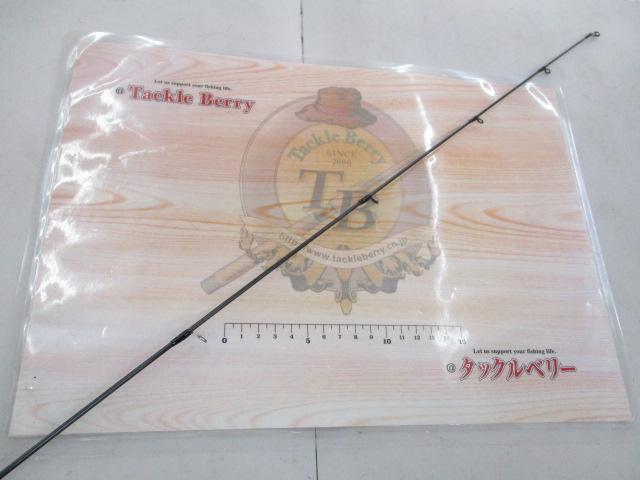 Let us support your fishing life.
@ Tackle Berry
Tackle Berry
SINCE
2000
TB
http://www.tackleberry.co.jp
0 1 2 3 4 5 6 7 8 9 10 11 12 13 14 15
Let us support your fishing life.
@ タックルベリー